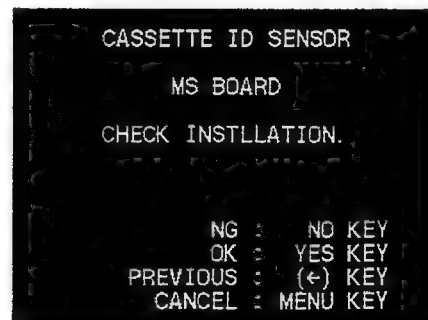 CASSETTE ID SENSOR
MS BOARD
CHECK INSTLLATION.
NG : NO KEY
OK : YES KEY
PREVIOUS : (←) KEY
CANCEL : MENU KEY